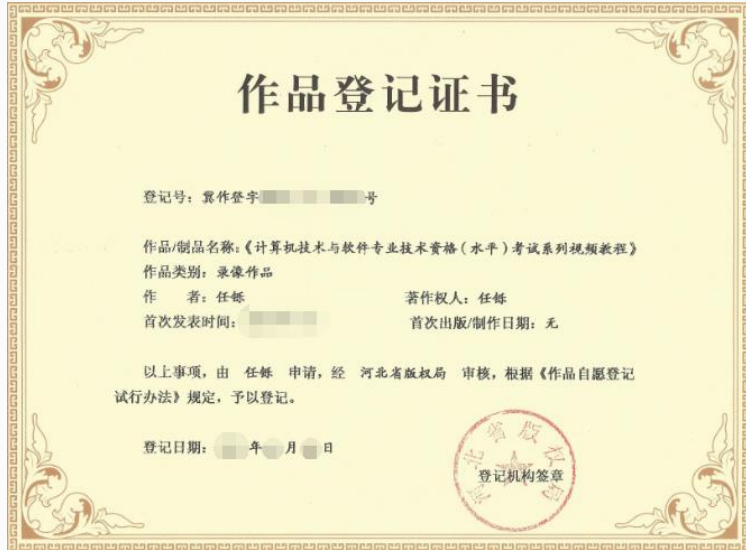 作品登记证书
登记号：冀作登字 号
作品/制品名称：《计算机技术与软件专业技术资格（水平）考试系列视频教程》
作品类别：录像作品
作 者：任铄 著作权人：任铄
首次发表时间： 首次出版/制作日期：无
以上事项，由 任铄 申请，经 河北省版权局 审核，根据《作品自愿登记
试行办法》规定，予以登记。
登记日期： 年 月 日
河北省版权局
登记机构签章